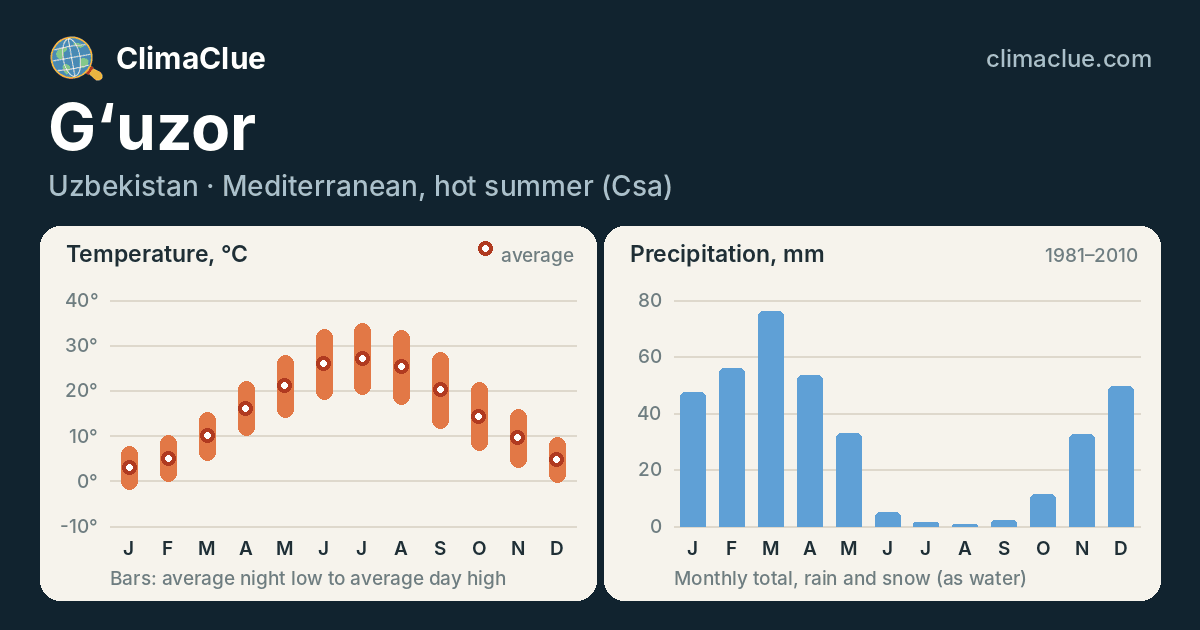 ClimaClue
climaclue.com
Gʻuzor
Uzbekistan · Mediterranean, hot summer (Csa)
Temperature, °C
average
40°
30°
20°
10°
0°
-10°
J F M A M J J A S O N D
Bars: average night low to average day high
Precipitation, mm
1981–2010
80
60
40
20
0
J F M A M J J A S O N D
Monthly total, rain and snow (as water)